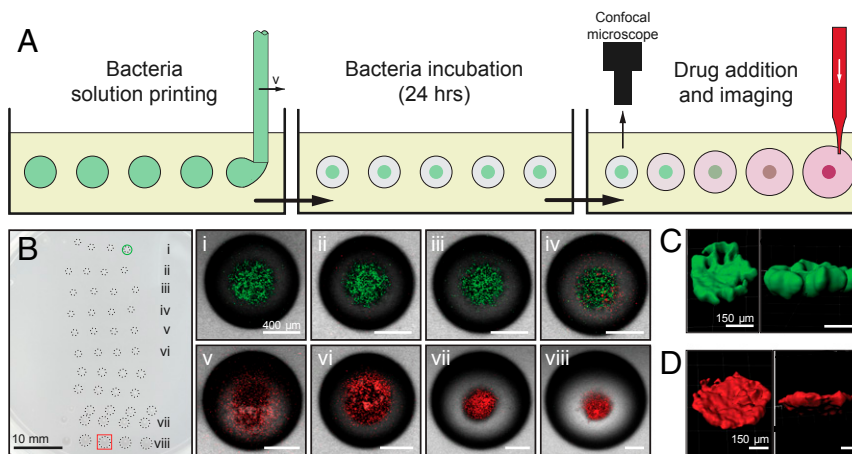 A
Bacteria
solution printing
v
Bacteria incubation
(24 hrs)
Confocal
microscope
Drug addition
and imaging
B
i
ii
iii
iv
v
vi
vii
viii
10 mm
i
400 µm
ii
iii
iv
v
vi
vii
viii
C
150 µm
D
150 µm